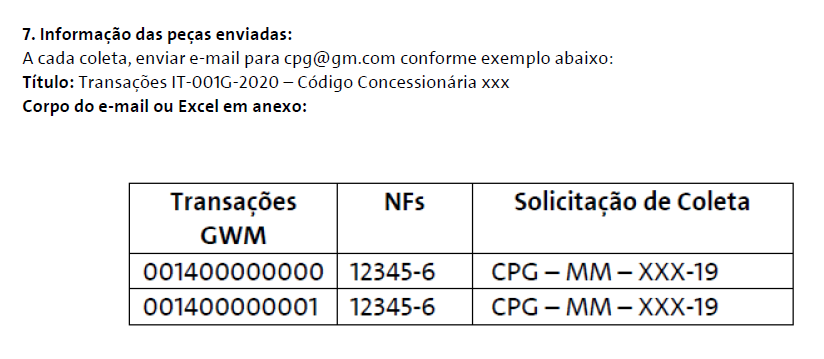 7. Informação das peças enviadas:
A cada coleta, enviar e-mail para cpg@gm.com conforme exemplo abaixo:
Título: Transações IT-001G-2020 – Código Concessionária xxx
Corpo do e-mail ou Excel em anexo:
Transações GWM NFs Solicitação de Coleta
001400000000 12345-6 CPG – MM – XXX-19
001400000001 12345-6 CPG – MM – XXX-19